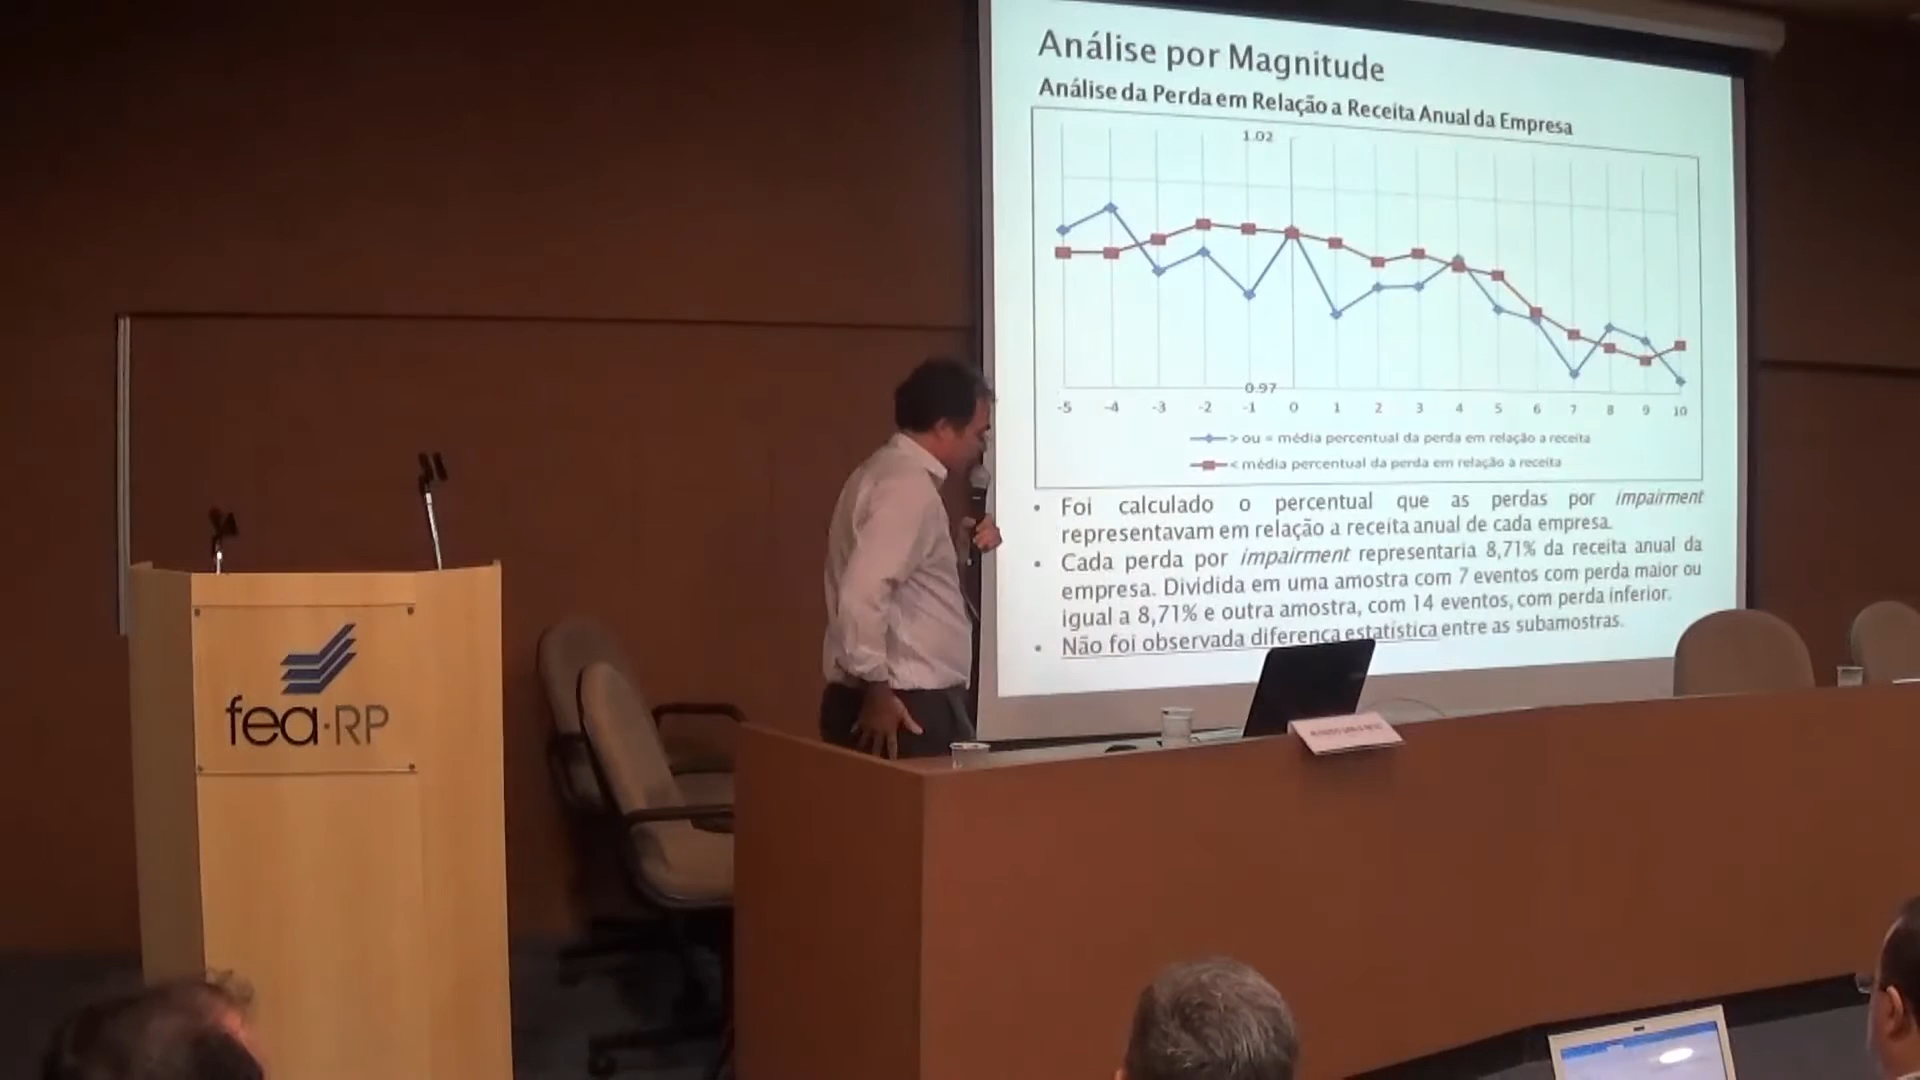 Análise por Magnitude
Análise da Perda em Relação a Receita Anual da Empresa
1.02
0.97
-5 -4 -3 -2 -1 0 1 2 3 4 5 6 7 8 9 10
> ou = média percentual da perda em relação a receita
< média percentual da perda em relação a receita
• Foi calculado o percentual que as perdas por impairment
representavam em relação a receita anual de cada empresa.
• Cada perda por impairment representaria 8,71% da receita anual da
empresa. Dividida em uma amostra com 7 eventos com perda maior ou
igual a 8,71% e outra amostra, com 14 eventos, com perda inferior.
• Não foi observada diferença estatística entre as subamostras.
fea-RP